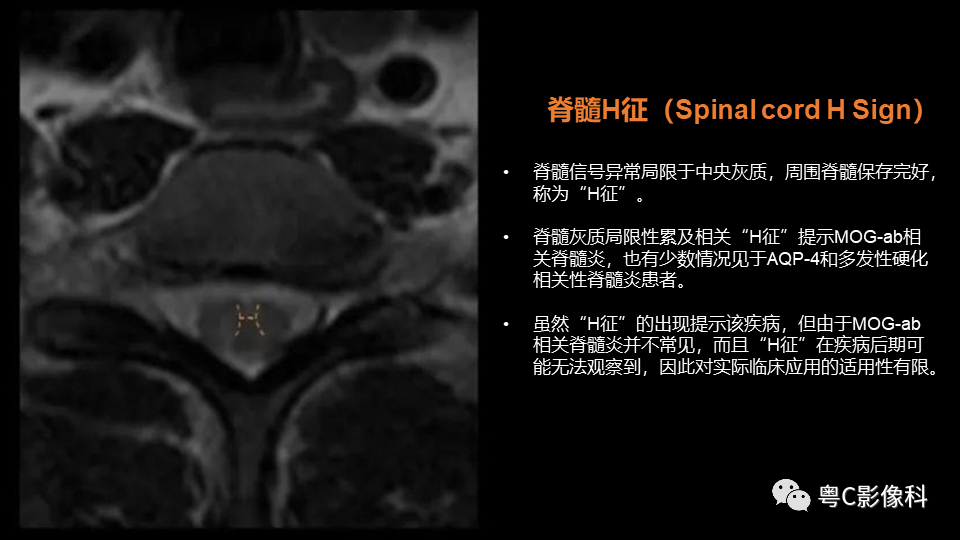 脊髓H征（Spinal cord H Sign）
• 脊髓信号异常局限于中央灰质，周围脊髓保存完好，
称为“H征”。
• 脊髓灰质局限性累及相关“H征”提示MOG-ab相
关脊髓炎，也有少数情况见于AQP-4和多发性硬化
相关性脊髓炎患者。
• 虽然“H征”的出现提示该疾病，但由于MOG-ab
相关脊髓炎并不常见，而且“H征”在疾病后期可
能无法观察到，因此对实际临床应用的适用性有限。
粤C影像科